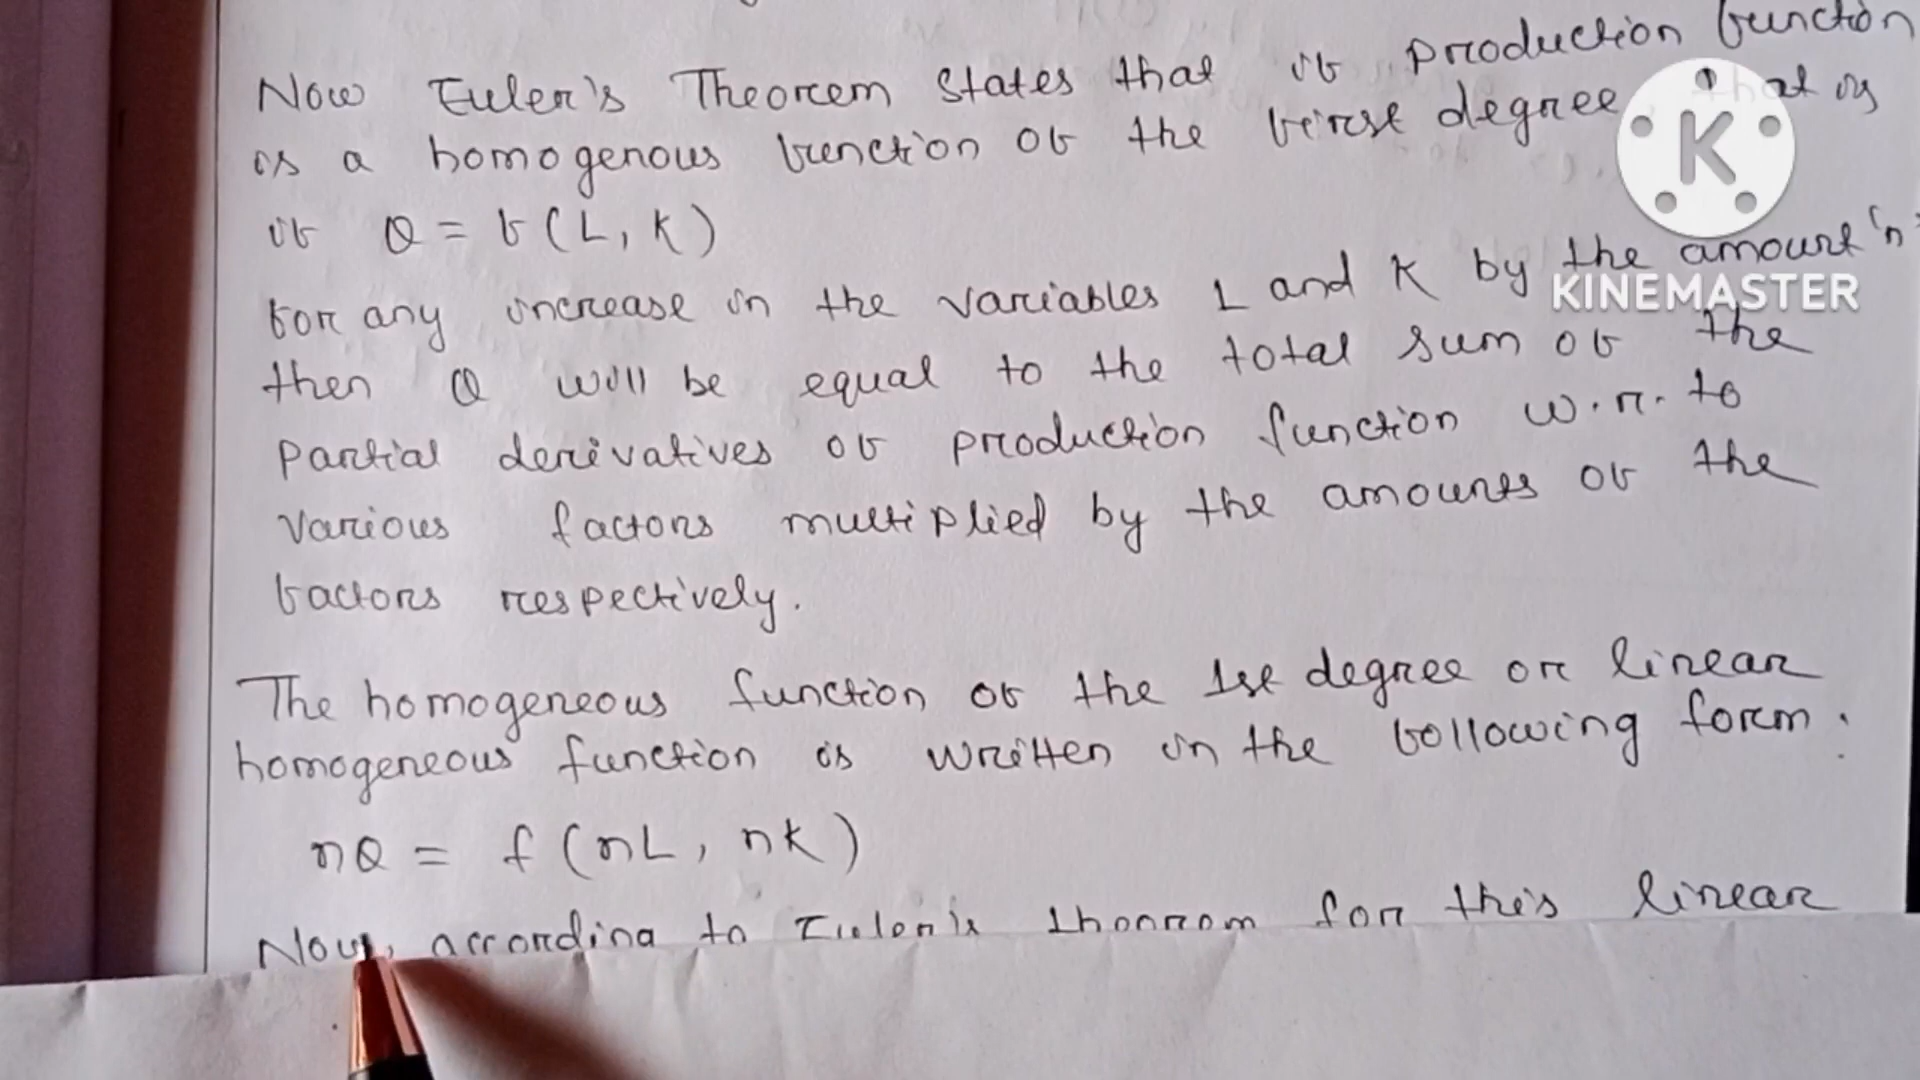 Now Euler's Theorem states that if production function
is a homogenous function of the first degree that is
if Q = f (L, K)
for any increase in the variables L and K by the amount 'n'
then Q will be equal to the total sum of the
partial derivatives of production function w.r. to
various factors multiplied by the amounts of the
factors respectively.
The homogeneous function of the 1st degree or linear
homogeneous function is written in the following form:
nQ = f (nL, nK)
Now, according to Euler's theorem for this linear
K
KINEMASTER